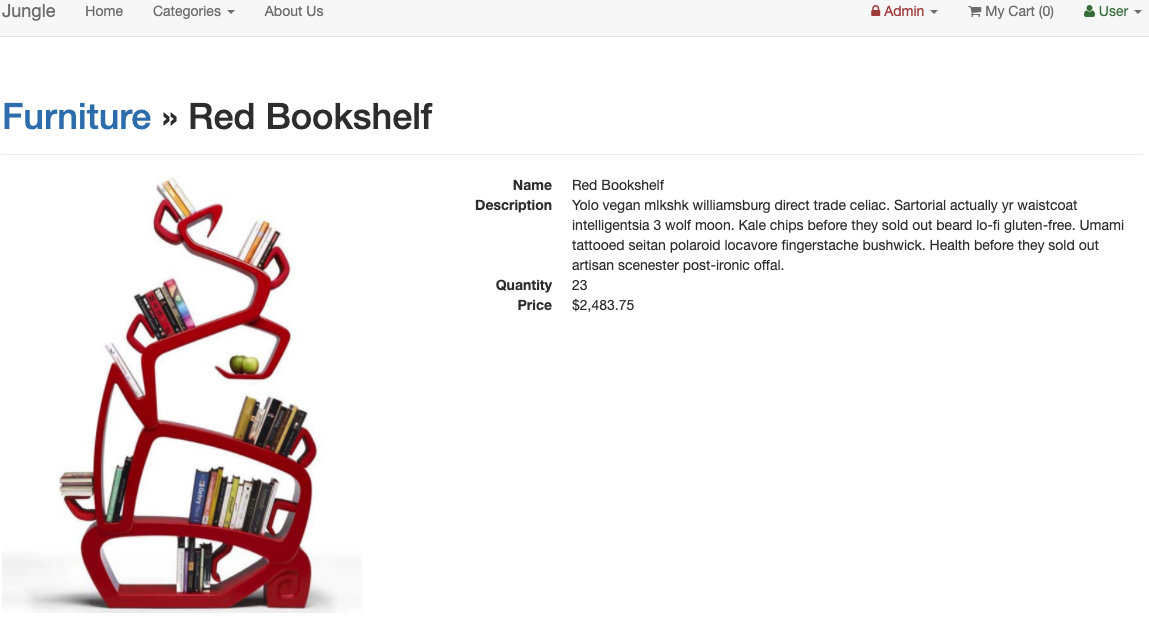 Jungle Home Categories About Us Admin My Cart (0) User
Furniture » Red Bookshelf
Name Red Bookshelf
Description Yolo vegan mlkshk williamsburg direct trade celiac. Sartorial actually yr waistcoat
intelligentsia 3 wolf moon. Kale chips before they sold out beard lo-fi gluten-free. Umami
tattooed seitan polaroid locavore fingerstache bushwick. Health before they sold out
artisan scenester post-ironic offal.
Quantity 23
Price $2,483.75